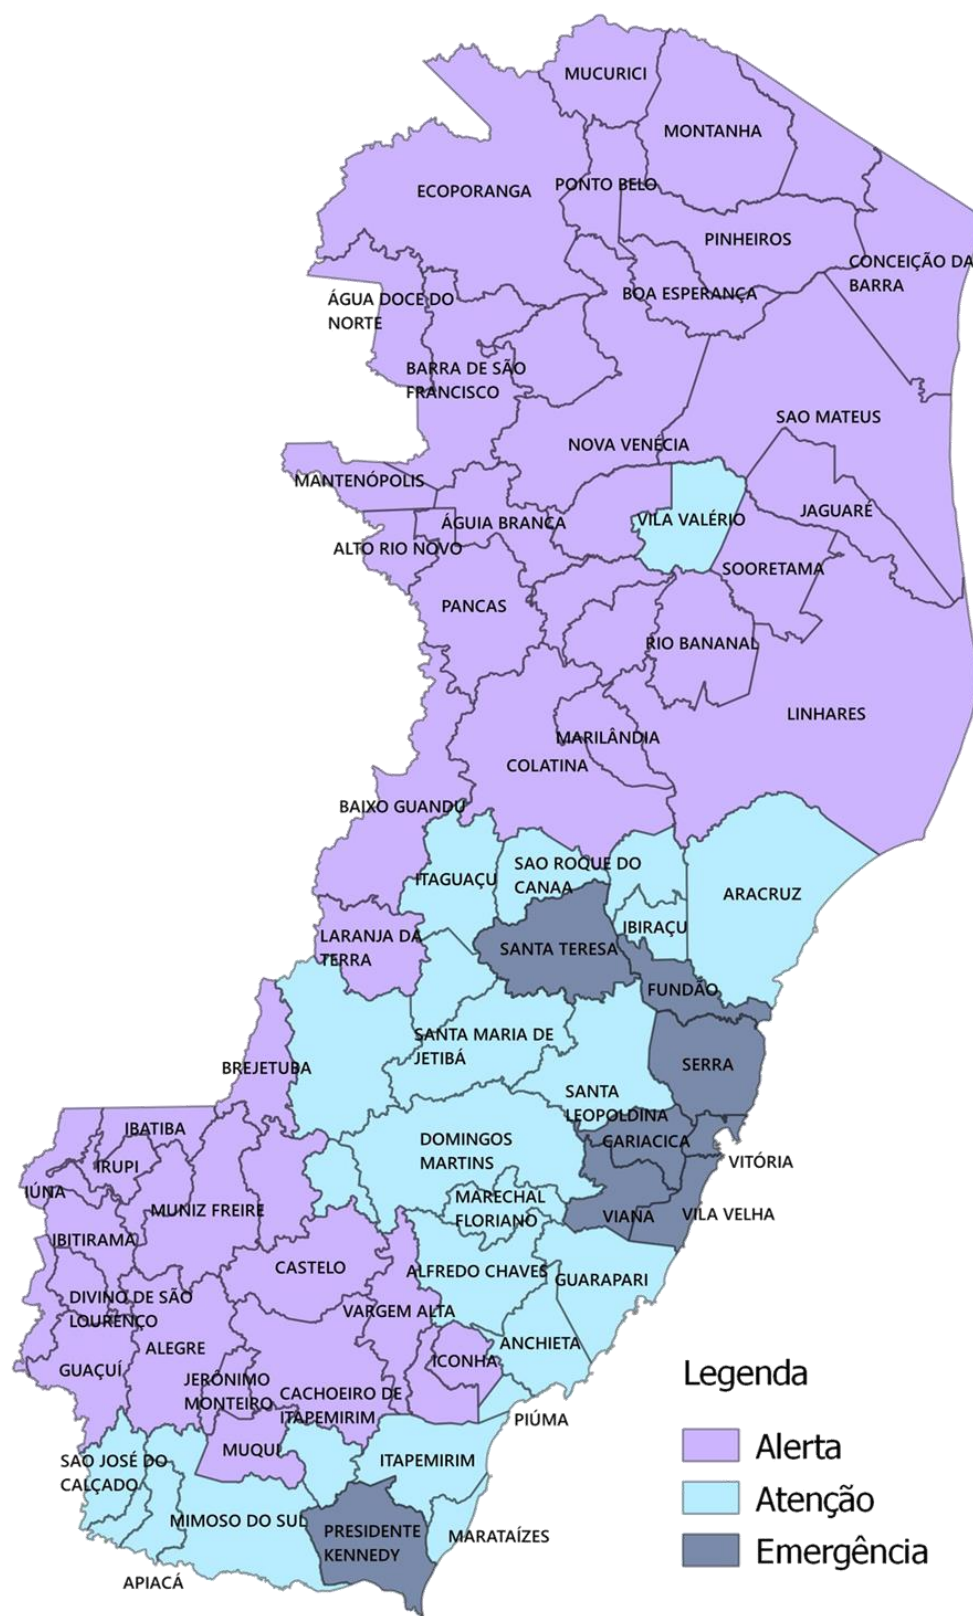 MUCURICI
MONTANHA
ECOPORANGA
PONTO BELO
PINHEIROS
CONCEIÇÃO DA
BARRA
BOA ESPERANÇA
ÁGUA DOCE DO
NORTE
BARRA DE SÃO
FRANCISCO
SAO MATEUS
NOVA VENÉCIA
MANTENÓPOLIS
JAGUARÉ
VILA VALÉRIO
ÁGUIA BRANÇA
ALTO RIO NOVO
SOORETAMA
PANCAS
RIO BANANAL
LINHARES
MARILÂNDIA
COLATINA
BAIXO GUANDU
ITAGUAÇU
SAO ROQUE DO
CANAA
ARACRUZ
IBIRAÇU
LARANJA DA
TERRA
SANTA TERESA
FUNDÃO
SANTA MARIA DE
JETIBÁ
SERRA
BREJETUBA
SANTA
LEOPOLDINA
IBATIBA
DOMINGOS
MARTINS
CARIACICA
VITÓRIA
IRUPI
IÚNA
MARECHAL
FLORIANO
MUNIZ FREIRE
VIANA
VILA VELHA
IBITIRAMA
CASTELO
ALFREDO CHAVES
GUARAPARI
DIVINO DE SÃO
LOURENÇO
VARGEM ALTA
ALEGRE
ANCHIETA
ICONHA
GUAÇUÍ
JERÔNIMO
MONTEIRO
CACHOEIRO DE
ITAPEMIRIM
PIÚMA
MUQUI
SAO JOSÉ DO
CALÇADO
ITAPEMIRIM
MIMOSO DO SUL
PRESIDENTE
KENNEDY
MARATAÍZES
APIACÁ
Legenda
Alerta
Atenção
Emergência